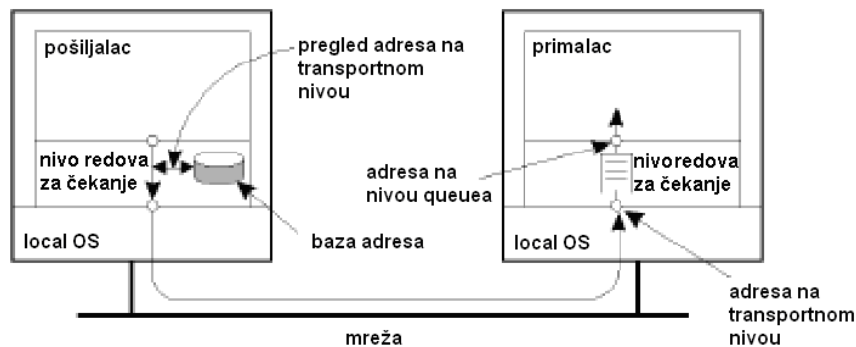 pošiljalac
pregled adresa na
transportnom
nivou
primalac
nivo redova
za čekanje
adresa na
nivou queuea
nivoredova
za čekanje
local OS
baza adresa
local OS
adresa na
transportnom
nivou
mreža